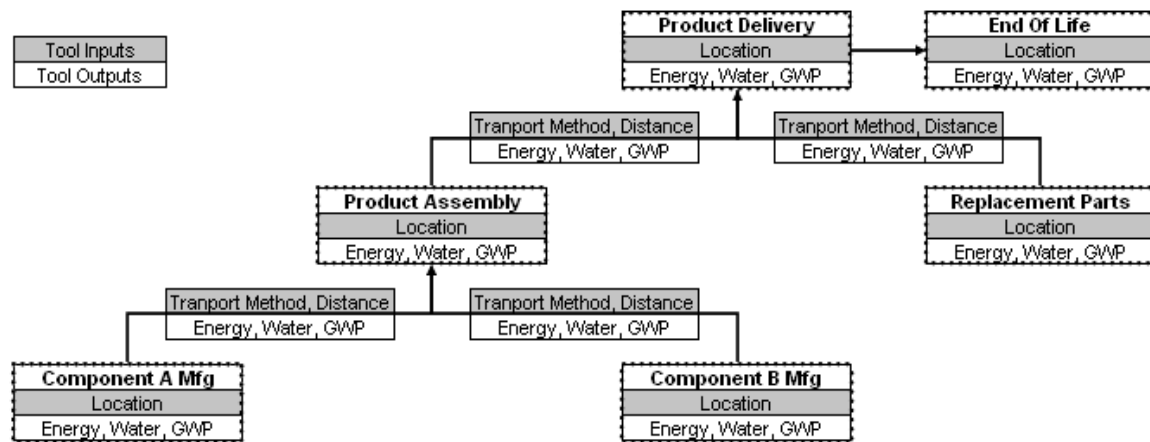 Product Delivery
Location
Energy, Water, GWP
End Of Life
Location
Energy, Water, GWP
Tool Inputs
Tool Outputs
Tranport Method, Distance
Energy, Water, GWP
Tranport Method, Distance
Energy, Water, GWP
Product Assembly
Location
Energy, Water, GWP
Replacement Parts
Location
Energy, Water, GWP
Tranport Method, Distance
Energy, Water, GWP
Tranport Method, Distance
Energy, Water, GWP
Component A Mfg
Location
Energy, Water, GWP
Component B Mfg
Location
Energy, Water, GWP